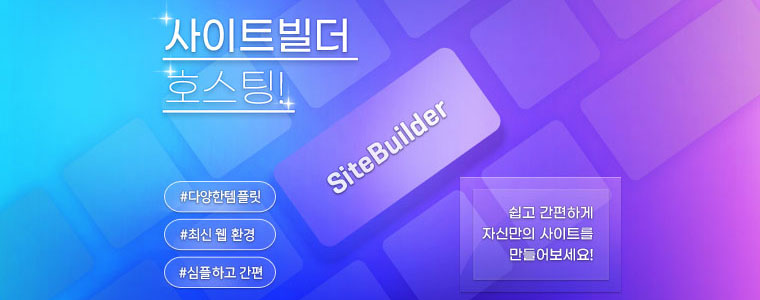 사이트빌더
호스팅!
SiteBuilder
#다양한템플릿
#최신 웹 환경
#심플하고 간편
쉽고 간편하게
자신만의 사이트를
만들어보세요!